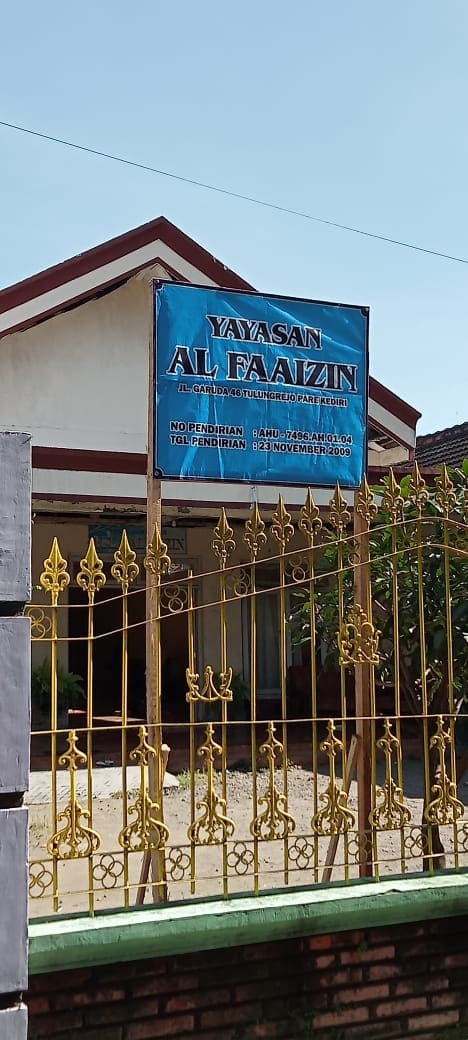 YAYASAN
AL FAAIZIN
JL. GARUDA 46 TULUNGREJO PARE KEDIRI
NO PENDIRIAN : AHU - 7496.AH.01.04
TGL PENDIRIAN : 23 NOVEMBER 2009